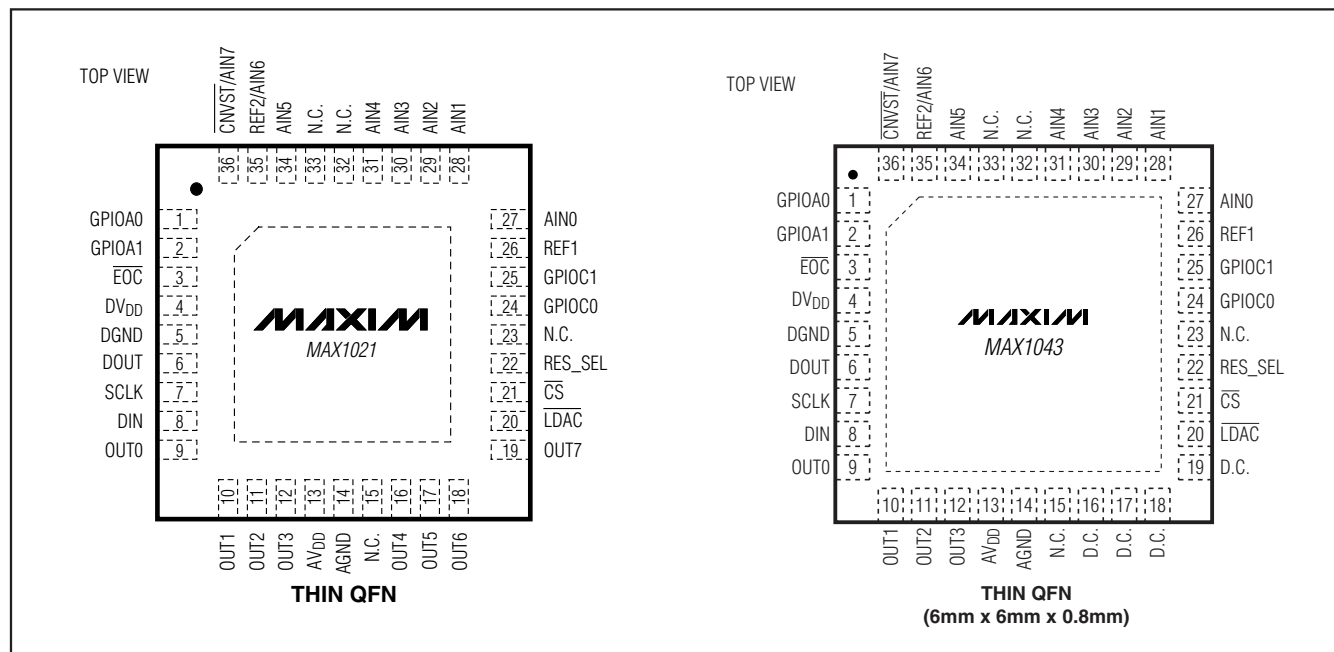 TOP VIEW
CNVST/AIN7
REF2/AIN6
AIN5
N.C.
N.C.
AIN4
AIN3
AIN2
AIN1
36 35 34 33 32 31 30 29 28
GPIOA0 1
GPIOA1 2
EOC 3
DVDD 4
DGND 5
DOUT 6
SCLK 7
DIN 8
OUT0 9
MAXIM
MAX1021
27 AIN0
26 REF1
25 GPIOC1
24 GPIOC0
23 N.C.
22 RES_SEL
21 CS
20 LDAC
19 OUT7
10 11 12 13 14 15 16 17 18
OUT1
OUT2
OUT3
AVDD
AGND
N.C.
OUT4
OUT5
OUT6
THIN QFN
TOP VIEW
CNVST/AIN7
REF2/AIN6
AIN5
N.C.
N.C.
AIN4
AIN3
AIN2
AIN1
36 35 34 33 32 31 30 29 28
GPIOA0 1
GPIOA1 2
EOC 3
DVDD 4
DGND 5
DOUT 6
SCLK 7
DIN 8
OUT0 9
MAXIM
MAX1043
27 AIN0
26 REF1
25 GPIOC1
24 GPIOC0
23 N.C.
22 RES_SEL
21 CS
20 LDAC
19 D.C.
10 11 12 13 14 15 16 17 18
OUT1
OUT2
OUT3
AVDD
AGND
N.C.
D.C.
D.C.
D.C.
THIN QFN
(6mm x 6mm x 0.8mm)